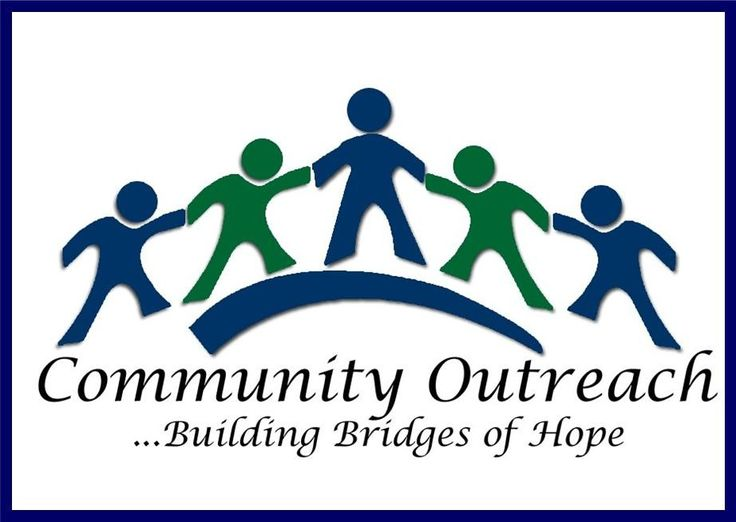 Community Outreach
...Building Bridges of Hope